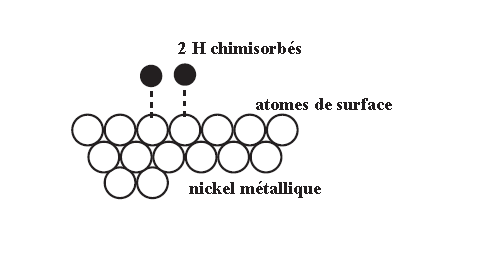 2 H chimisorbés
atomes de surface
nickel métallique